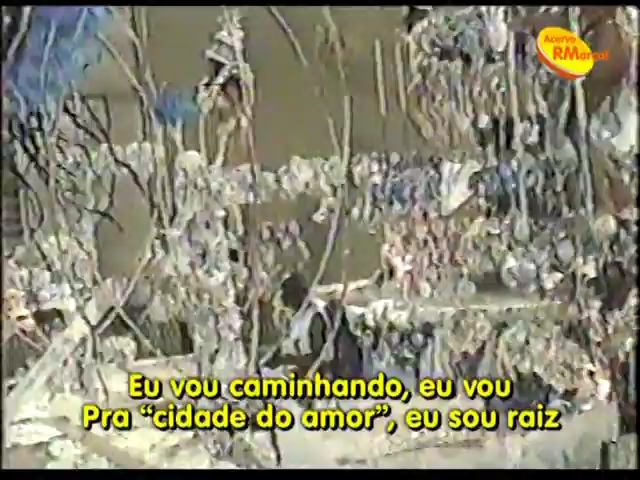 Acervo
RMarcal
Eu vou caminhando, eu vou
Pra "cidade do amor", eu sou raiz